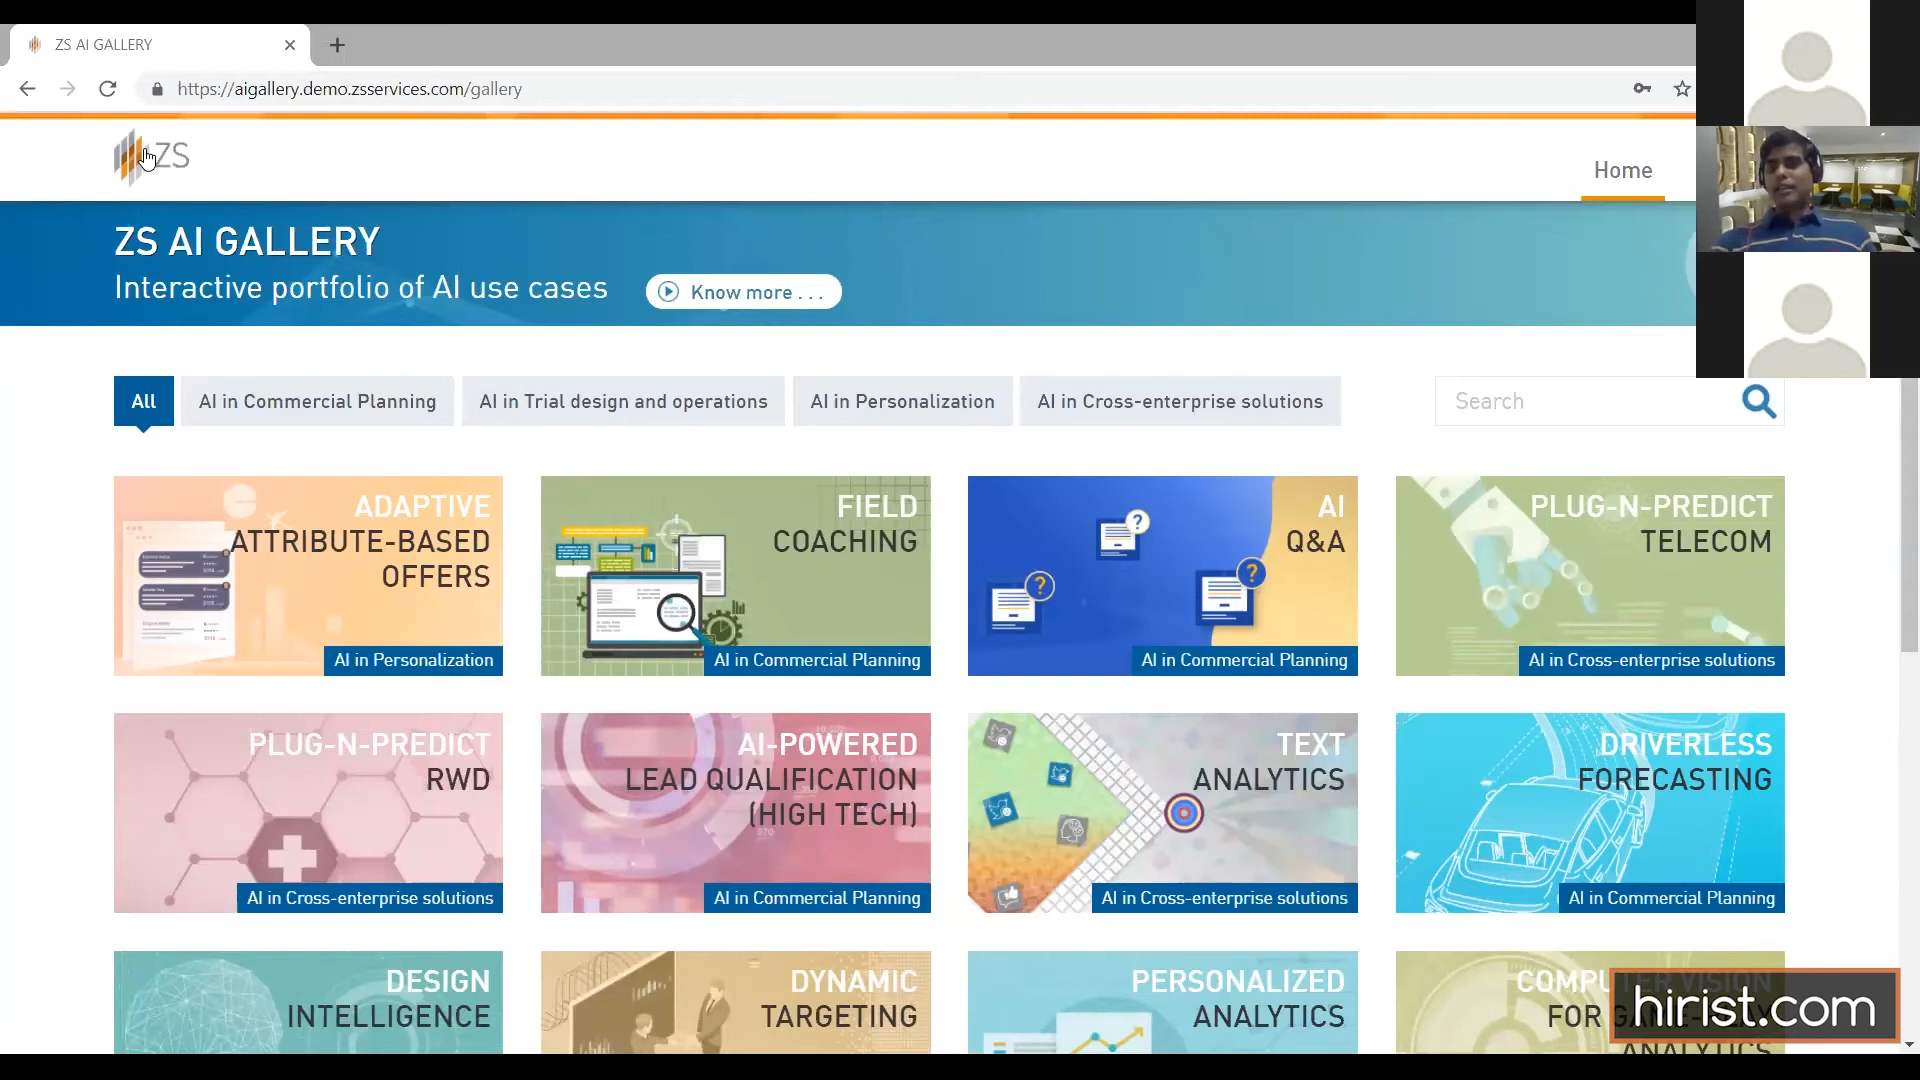 ZS AI GALLERY
https://aigallery.demo.zsservices.com/gallery
ZS
Home
ZS AI GALLERY
Interactive portfolio of AI use cases
Know more . . .
All
AI in Commercial Planning
AI in Trial design and operations
AI in Personalization
AI in Cross-enterprise solutions
Search
ADAPTIVE
ATTRIBUTE-BASED
OFFERS
AI in Personalization
FIELD
COACHING
AI in Commercial Planning
AI
Q&A
AI in Commercial Planning
PLUG-N-PREDICT
TELECOM
AI in Cross-enterprise solutions
PLUG-N-PREDICT
RWD
AI in Cross-enterprise solutions
AI-POWERED
LEAD QUALIFICATION
(HIGH TECH)
AI in Commercial Planning
TEXT
ANALYTICS
AI in Cross-enterprise solutions
DRIVERLESS
FORECASTING
AI in Commercial Planning
DESIGN
INTELLIGENCE
DYNAMIC
TARGETING
PERSONALIZED
ANALYTICS
COMPUTER VISION
FOR
ANALYTICS
hirist.com